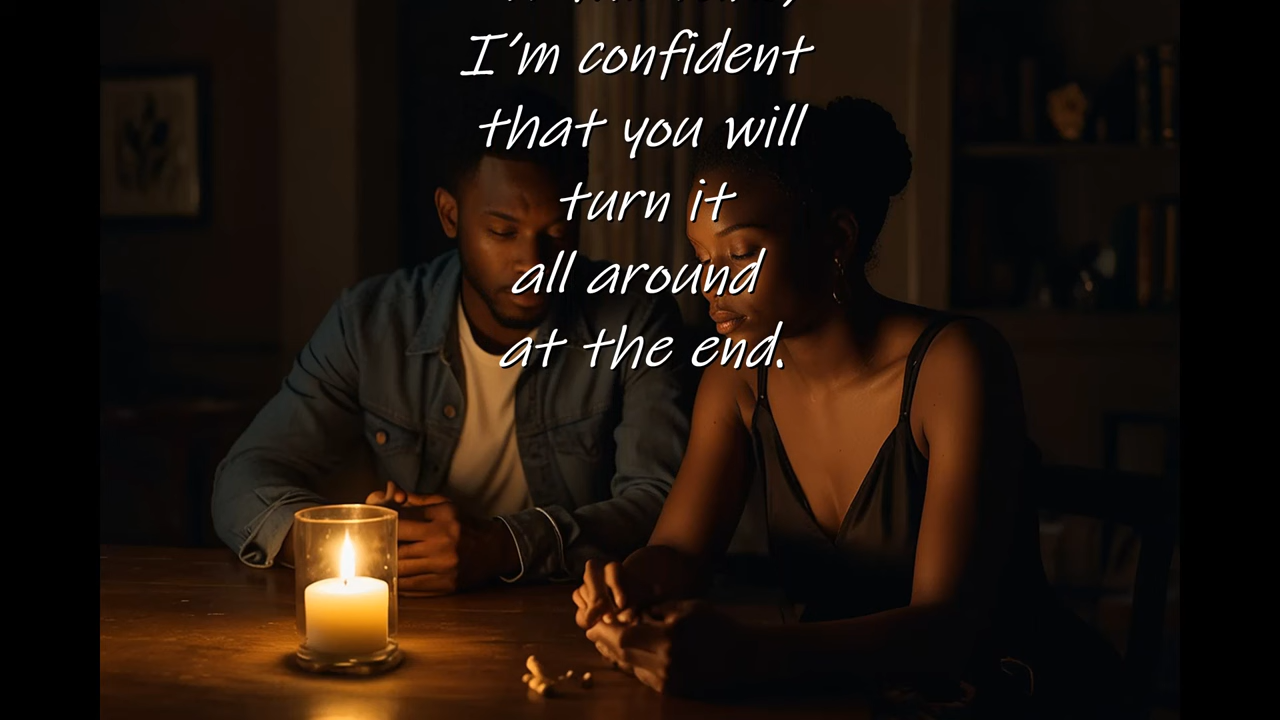 I'm confident
that you will
turn it
all around
at the end.